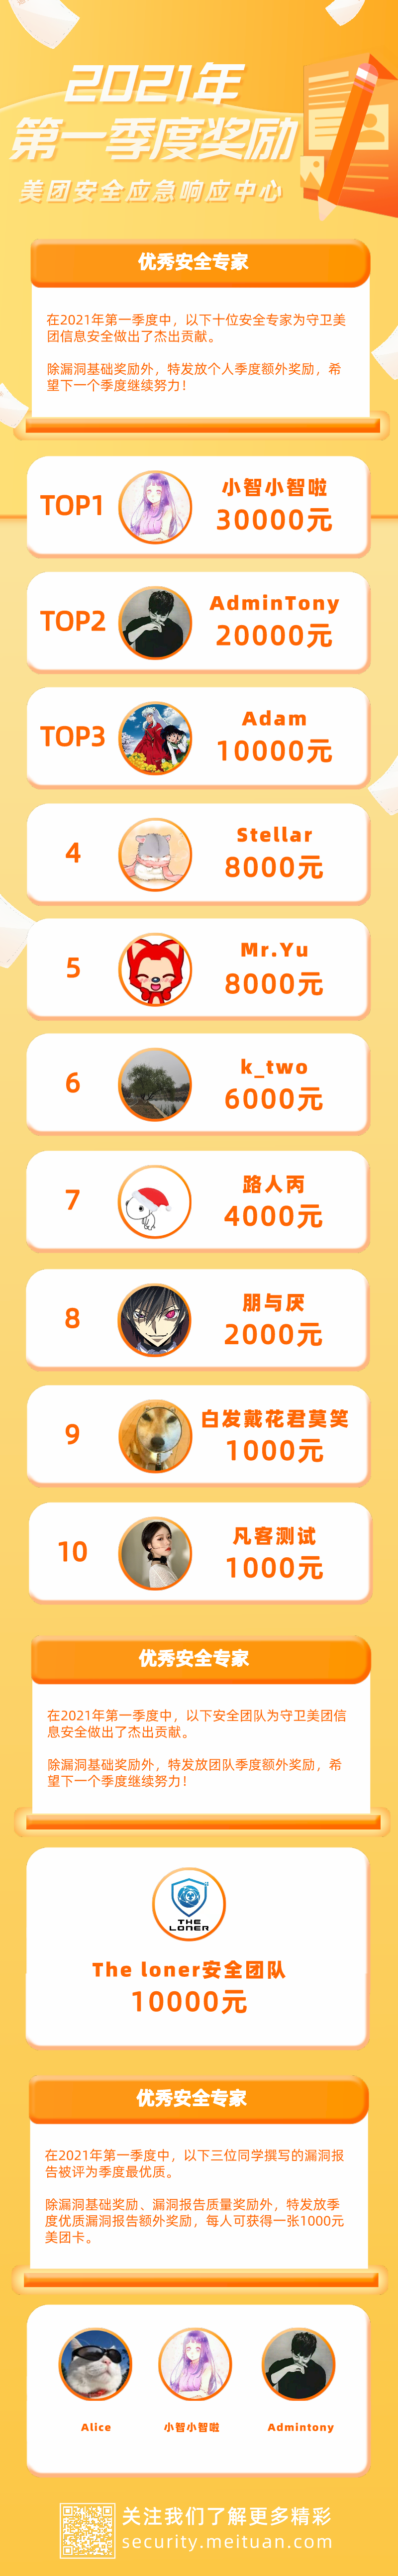 2021年
第一季度奖励
美团安全应急响应中心
优秀安全专家
在2021年第一季度中，以下十位安全专家为守卫美
团信息安全做出了杰出贡献。
除漏洞基础奖励外，特发放个人季度额外奖励，希
望下一个季度继续努力！
TOP1
小智小智啦
30000元
TOP2
AdminTony
20000元
TOP3
Adam
10000元
4
Stellar
8000元
5
Mr.Yu
8000元
6
k_two
6000元
7
路人丙
4000元
8
朋与厌
2000元
9
白发戴花君莫笑
1000元
10
凡客测试
1000元
优秀安全专家
在2021年第一季度中，以下安全团队为守卫美团信
息安全做出了杰出贡献。
除漏洞基础奖励外，特发放团队季度额外奖励，希
望下一个季度继续努力！
THE
LONER
The loner安全团队
10000元
优秀安全专家
在2021年第一季度中，以下三位同学撰写的漏洞报
告被评为季度最优质。
除漏洞基础奖励、漏洞报告质量奖励外，特发放季
度优质漏洞报告额外奖励，每人可获得一张1000元
美团卡。
Alice
小智小智啦
Admintony
关注我们了解更多精彩
security.meituan.com